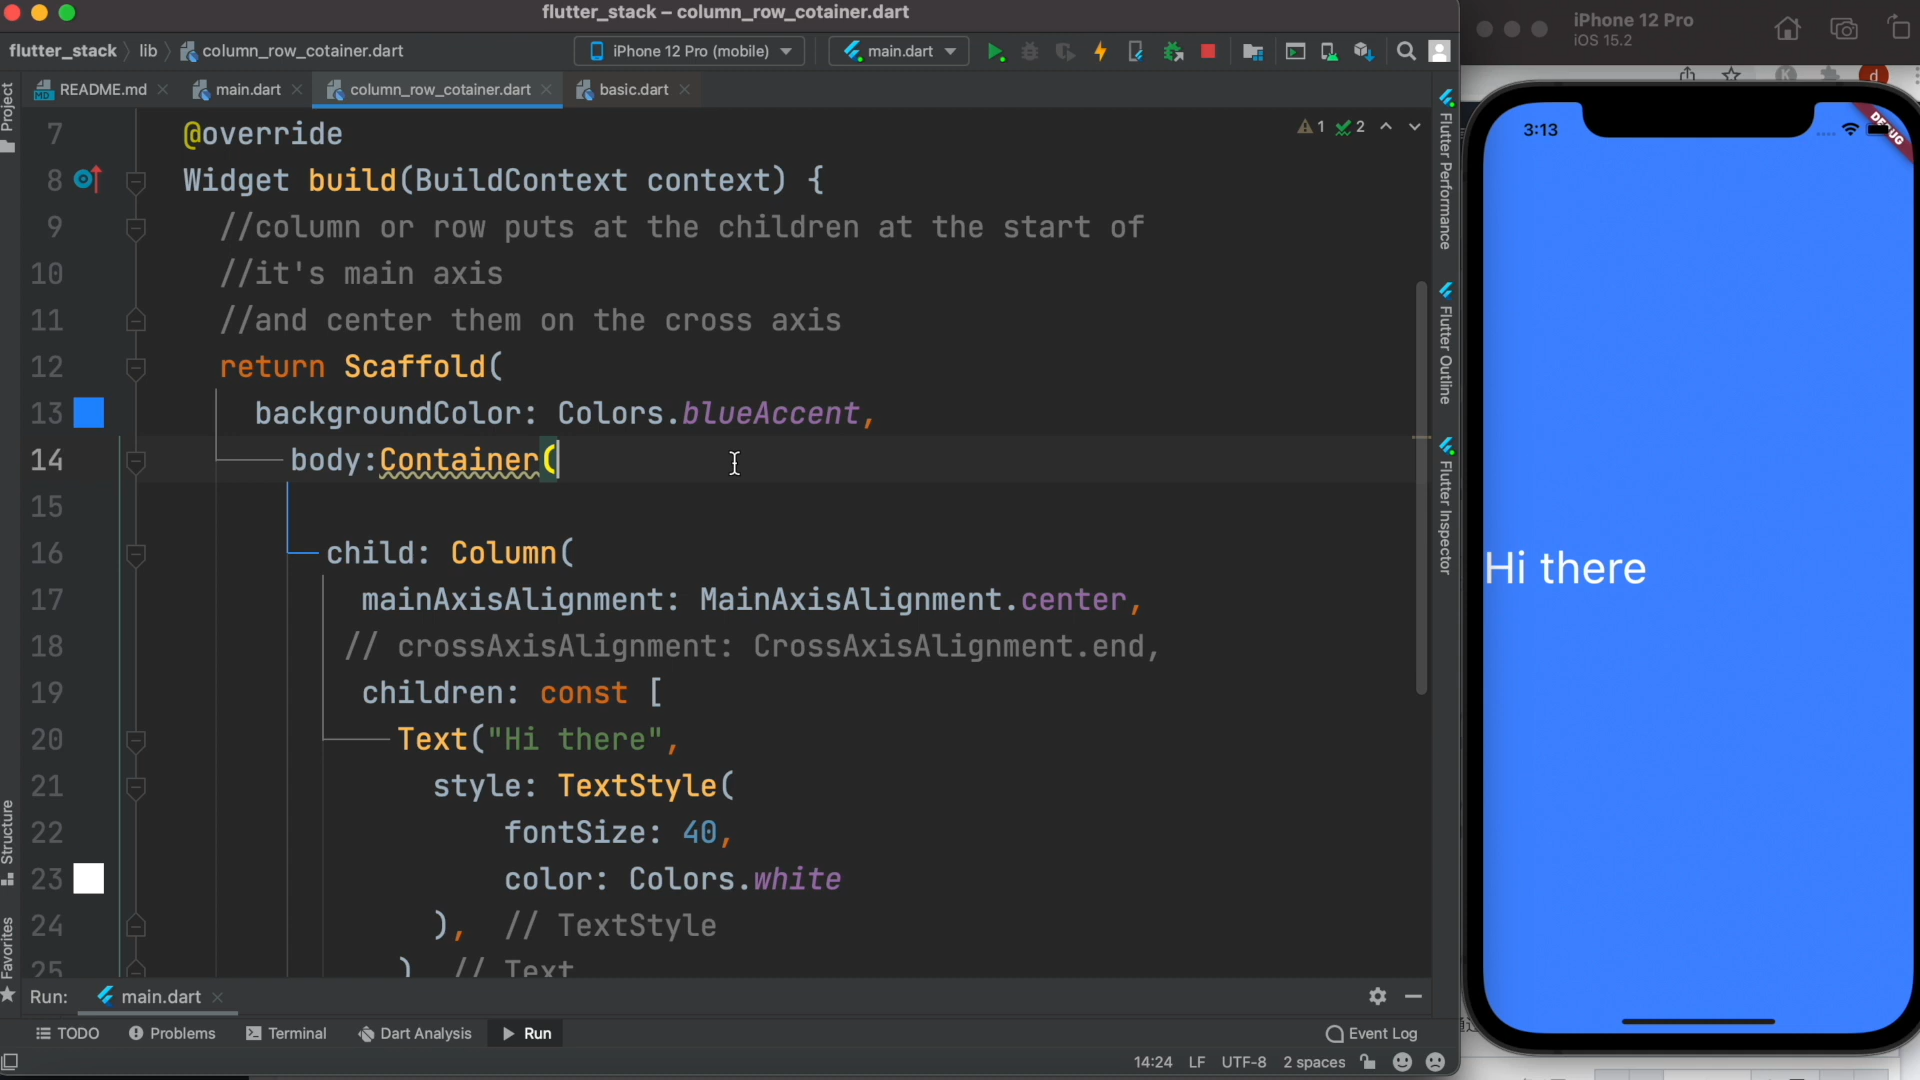 flutter_stack – column_row_cotainer.dart
flutter_stack lib column_row_cotainer.dart
iPhone 12 Pro (mobile) main.dart
README.md main.dart column_row_cotainer.dart basic.dart
Project
Structure
Favorites
1 2
7 @override
8 Widget build(BuildContext context) {
9 //column or row puts at the children at the start of
10 //it's main axis
11 //and center them on the cross axis
12 return Scaffold(
13 backgroundColor: Colors.blueAccent,
14 body:Container(
15
16 child: Column(
17 mainAxisAlignment: MainAxisAlignment.center,
18 // crossAxisAlignment: CrossAxisAlignment.end,
19 children: const [
20 Text("Hi there",
21 style: TextStyle(
22 fontSize: 40,
23 color: Colors.white
24 ), // TextStyle
25 ) // Text
Flutter Performance
Flutter Outline
Flutter Inspector
Run: main.dart
TODO Problems Terminal Dart Analysis Run Event Log
14:24 LF UTF-8 2 spaces
iPhone 12 Pro
iOS 15.2
K d
3:13
DEBUG
Hi there